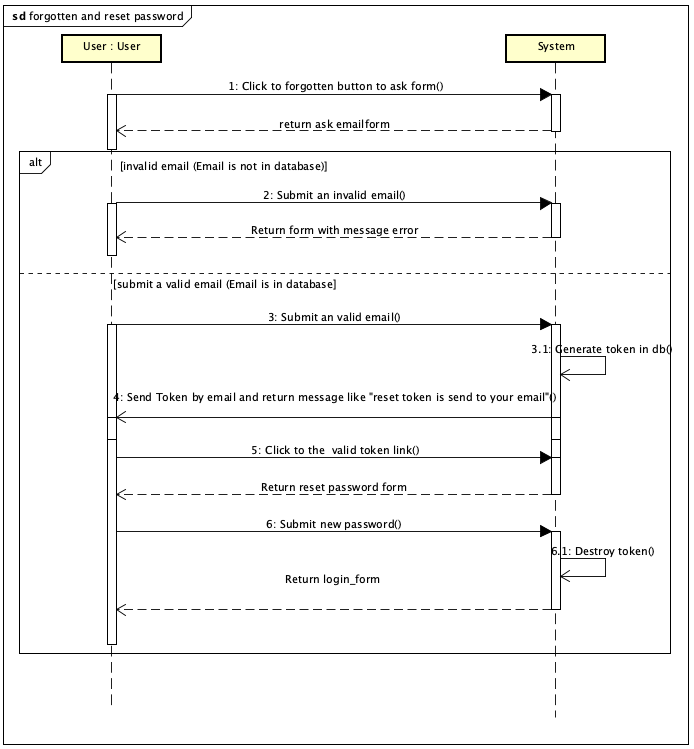 sd forgotten and reset password
User : User
System
1: Click to forgotten button to ask form()
return ask emailform
alt
[invalid email (Email is not in database)]
2: Submit an invalid email()
Return form with message error
[submit a valid email (Email is in database]
3: Submit an valid email()
3.1: Generate token in db()
4: Send Token by email and return message like "reset token is send to your email"()
5: Click to the valid token link()
Return reset password form
6: Submit new password()
6.1: Destroy token()
Return login_form